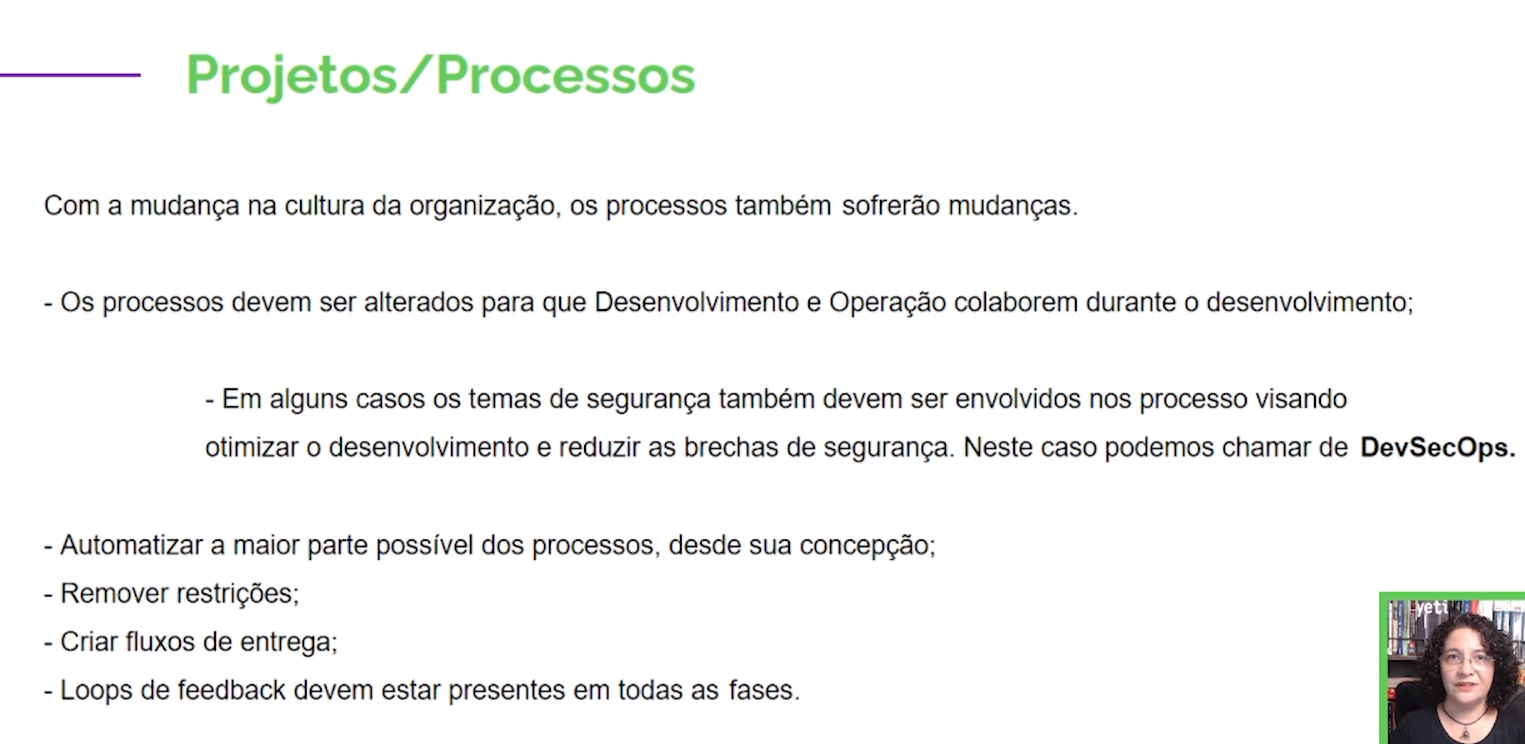 Projetos/Processos
Com a mudança na cultura da organização, os processos também sofrerão mudanças.
- Os processos devem ser alterados para que Desenvolvimento e Operação colaborem durante o desenvolvimento;
- Em alguns casos os temas de segurança também devem ser envolvidos nos processo visando
otimizar o desenvolvimento e reduzir as brechas de segurança. Neste caso podemos chamar de DevSecOps.
- Automatizar a maior parte possível dos processos, desde sua concepção;
- Remover restrições;
- Criar fluxos de entrega;
- Loops de feedback devem estar presentes em todas as fases.
yeti